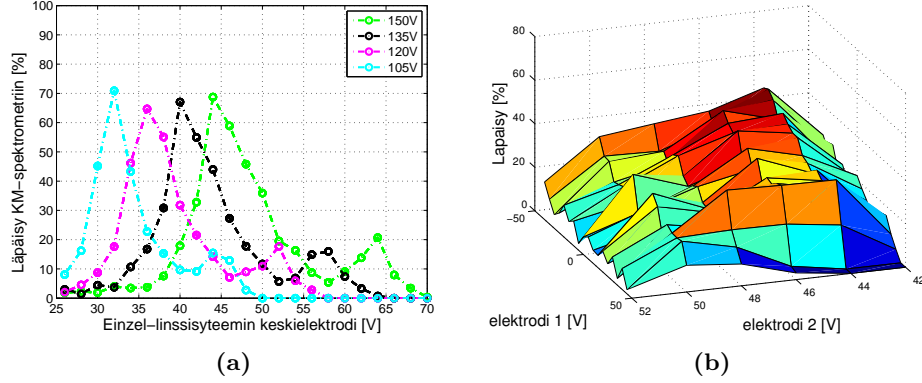 100
90
80
70
60
50
40
30
20
10
0
25 30 35 40 45 50 55 60 65 70
Läpäisy KM−spektrometriin [%]
Einzel−linssisyteemin keskielektrodi [V]
150V
135V
120V
105V
(a)
80
60
40
20
0
Lapaisy [%]
−50
0
50
elektrodi 1 [V]
52 50 48 46 44 42
elektrodi 2 [V]
(b)